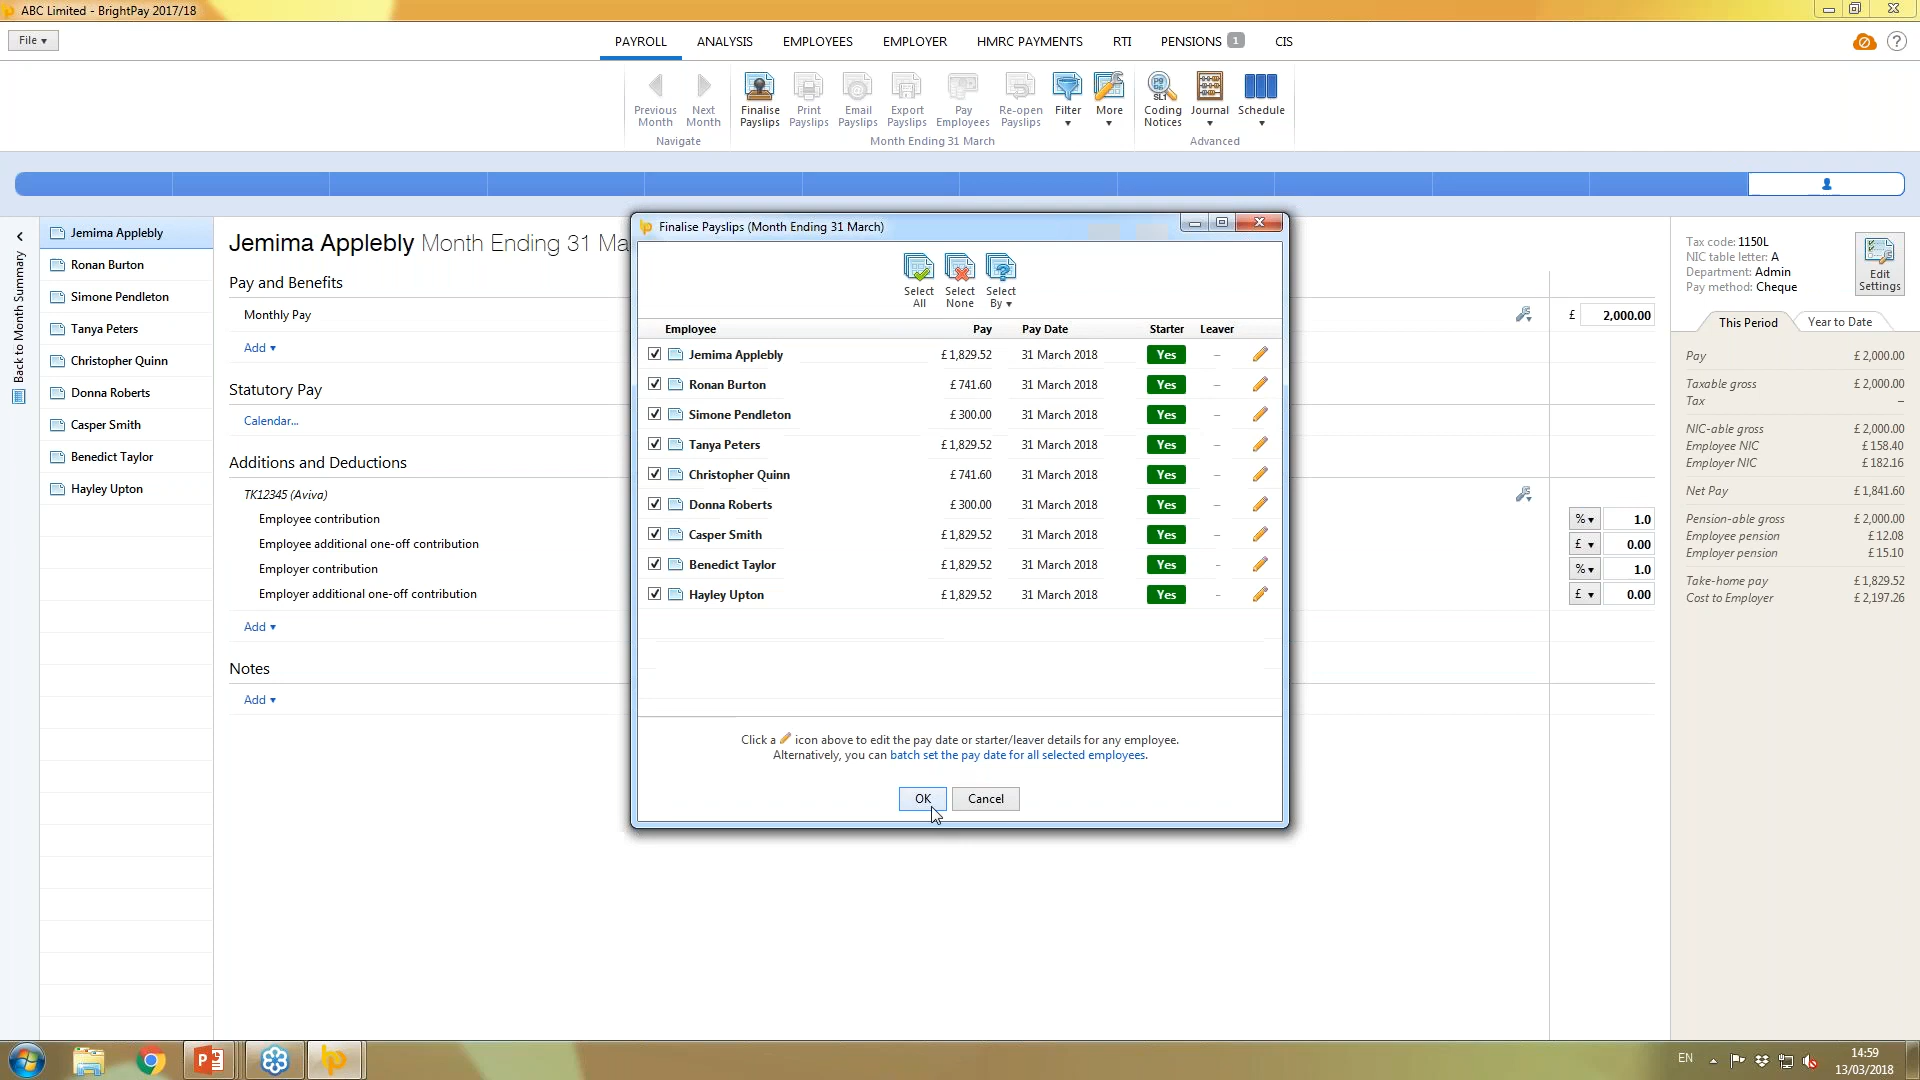 ABC Limited - BrightPay 2017/18
File
PAYROLL ANALYSIS EMPLOYEES EMPLOYER HMRC PAYMENTS RTI PENSIONS 1 CIS
Previous Month Next Month Finalise Payslips Print Payslips Email Payslips Export Payslips Pay Employees Re-open Payslips Filter More Coding Notices Journal Schedule
Navigate Month Ending 31 March Advanced
Back to Month Summary
Jemima Applebly
Ronan Burton
Simone Pendleton
Tanya Peters
Christopher Quinn
Donna Roberts
Casper Smith
Benedict Taylor
Hayley Upton
Jemima Applebly Month Ending 31 Ma
Pay and Benefits
Monthly Pay £ 2,000.00
Add
Statutory Pay
Calendar...
Additions and Deductions
TK12345 (Aviva)
Employee contribution % 1.0
Employee additional one-off contribution £ 0.00
Employer contribution % 1.0
Employer additional one-off contribution £ 0.00
Add
Notes
Add
Finalise Payslips (Month Ending 31 March)
Select All Select None Select By
Employee Pay Pay Date Starter Leaver
Jemima Applebly £ 1,829.52 31 March 2018 Yes –
Ronan Burton £ 741.60 31 March 2018 Yes –
Simone Pendleton £ 300.00 31 March 2018 Yes –
Tanya Peters £ 1,829.52 31 March 2018 Yes –
Christopher Quinn £ 741.60 31 March 2018 Yes –
Donna Roberts £ 300.00 31 March 2018 Yes –
Casper Smith £ 1,829.52 31 March 2018 Yes –
Benedict Taylor £ 1,829.52 31 March 2018 Yes –
Hayley Upton £ 1,829.52 31 March 2018 Yes –
Click a icon above to edit the pay date or starter/leaver details for any employee.
Alternatively, you can batch set the pay date for all selected employees.
OK Cancel
Tax code: 1150L
NIC table letter: A
Department: Admin
Pay method: Cheque
Edit Settings
This Period Year to Date
Pay £ 2,000.00
Taxable gross £ 2,000.00
Tax –
NIC-able gross £ 2,000.00
Employee NIC £ 158.40
Employer NIC £ 182.16
Net Pay £ 1,841.60
Pension-able gross £ 2,000.00
Employee pension £ 12.08
Employer pension £ 15.10
Take-home pay £ 1,829.52
Cost to Employer £ 2,197.26
EN
14:59
13/03/2018